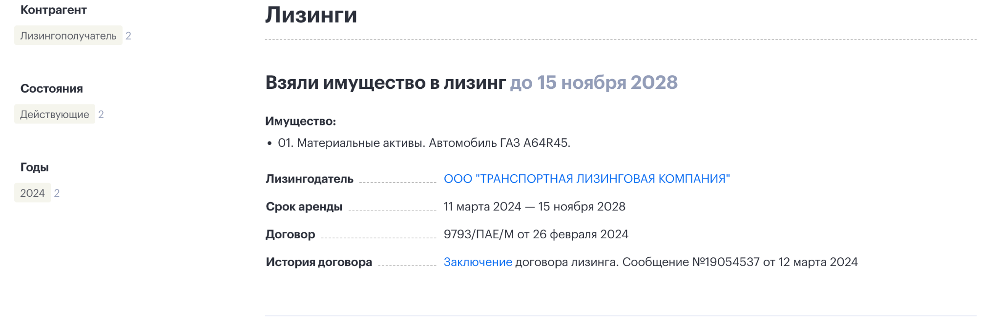 Контрагент
Лизингополучатель 2
Состояния
Действующие 2
Годы
2024 2
Лизинги
Взяли имущество в лизинг до 15 ноября 2028
Имущество:
• 01. Материальные активы. Автомобиль ГАЗ A64R45.
Лизингодатель ООО "ТРАНСПОРТНАЯ ЛИЗИНГОВАЯ КОМПАНИЯ"
Срок аренды 11 марта 2024 — 15 ноября 2028
Договор 9793/ПАЕ/М от 26 февраля 2024
История договора Заключение договора лизинга. Сообщение №19054537 от 12 марта 2024